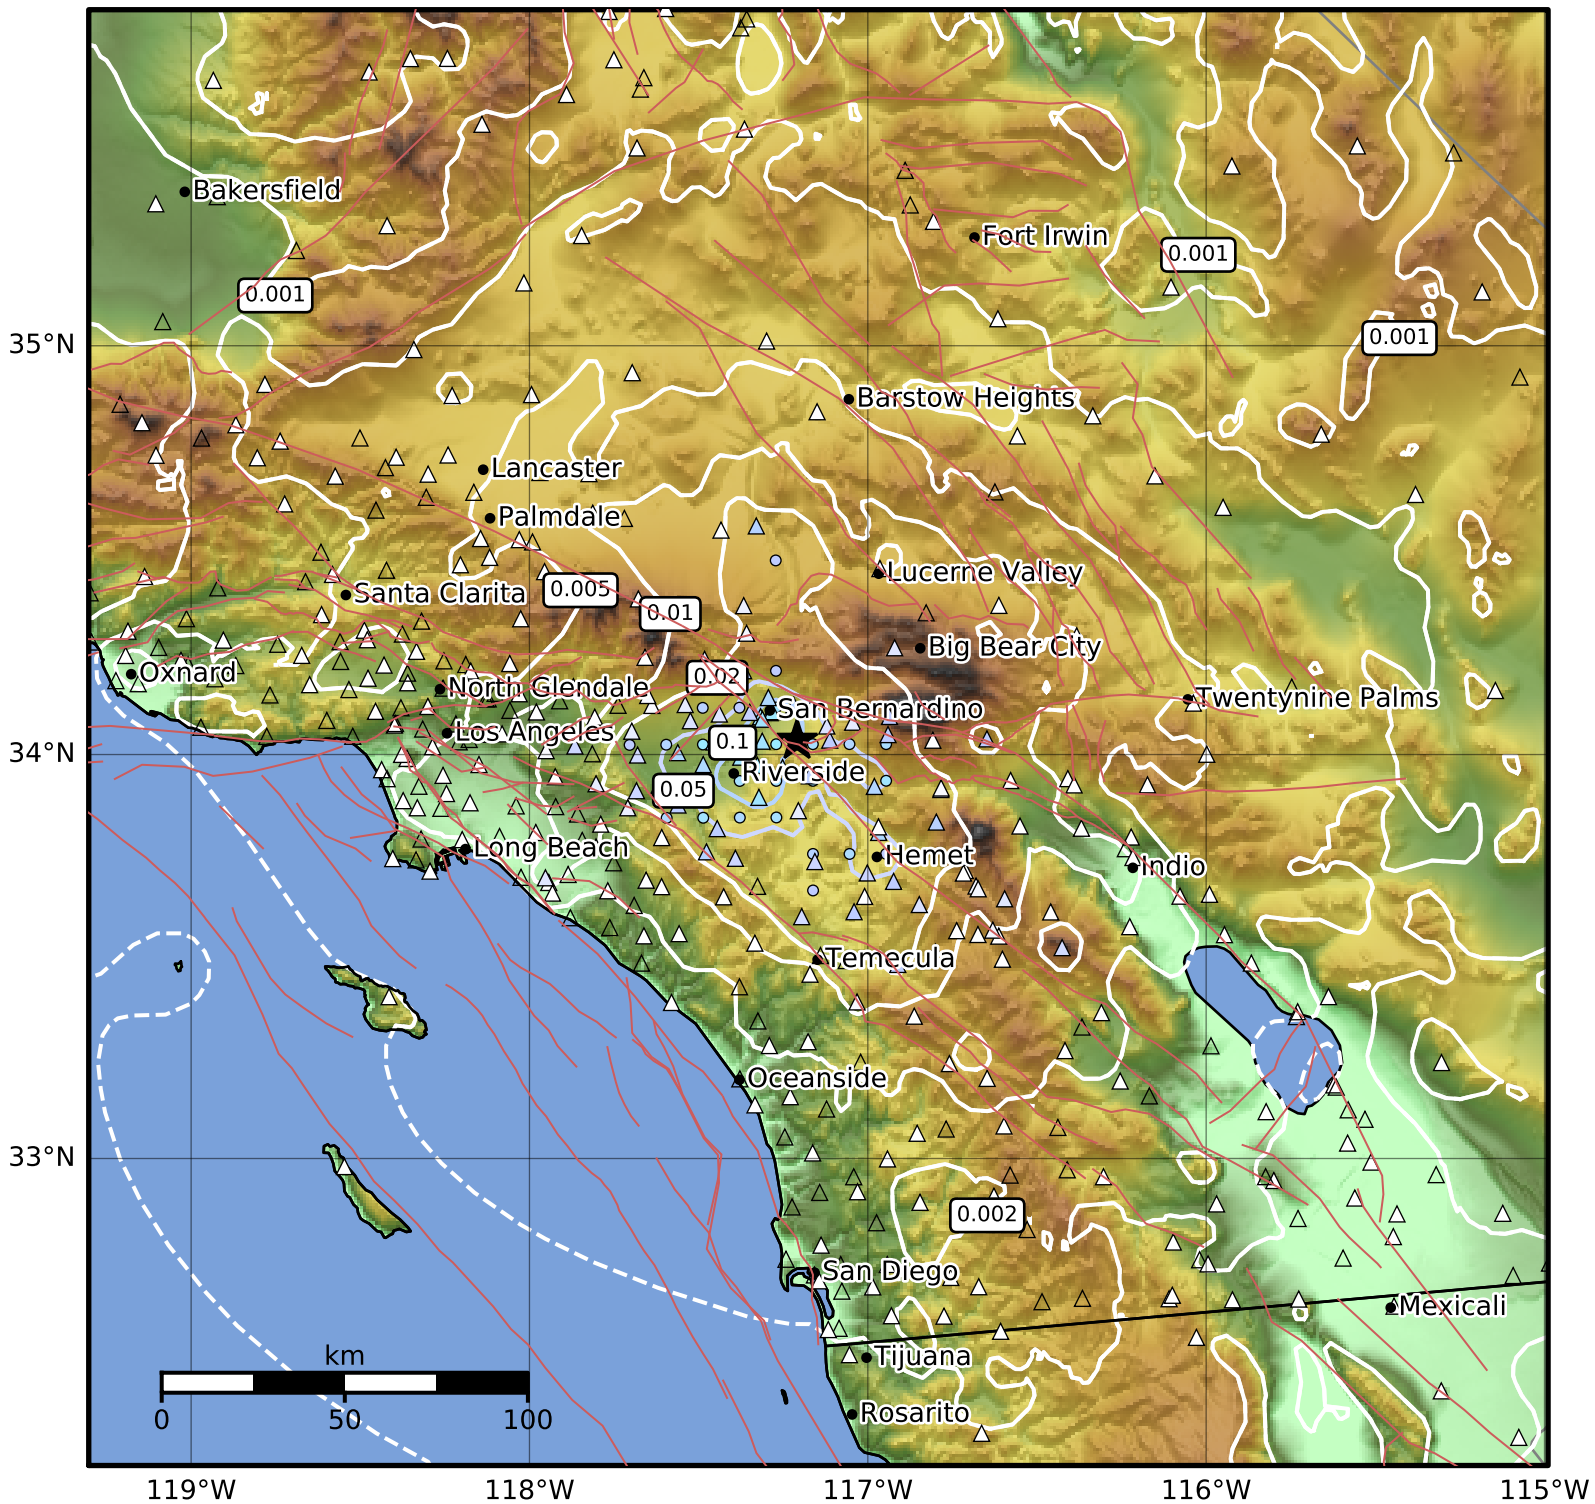 Bakersfield
Fort Irwin
0.001
0.001
0.001
35°N
Barstow Heights
Lancaster
Palmdale
Lucerne Valley
0.005
Santa Clarita
0.01
Big Bear City
Oxnard
0.02
North Glendale
Twentynine Palms
San Bernardino
Los Angeles
0.1
34°N
Riverside
0.05
Long Beach
Hemet
Indio
Temecula
Oceanside
33°N
0.002
San Diego
Mexicali
km
Tijuana
0 50 100
Rosarito
119°W 118°W 117°W 116°W 115°W